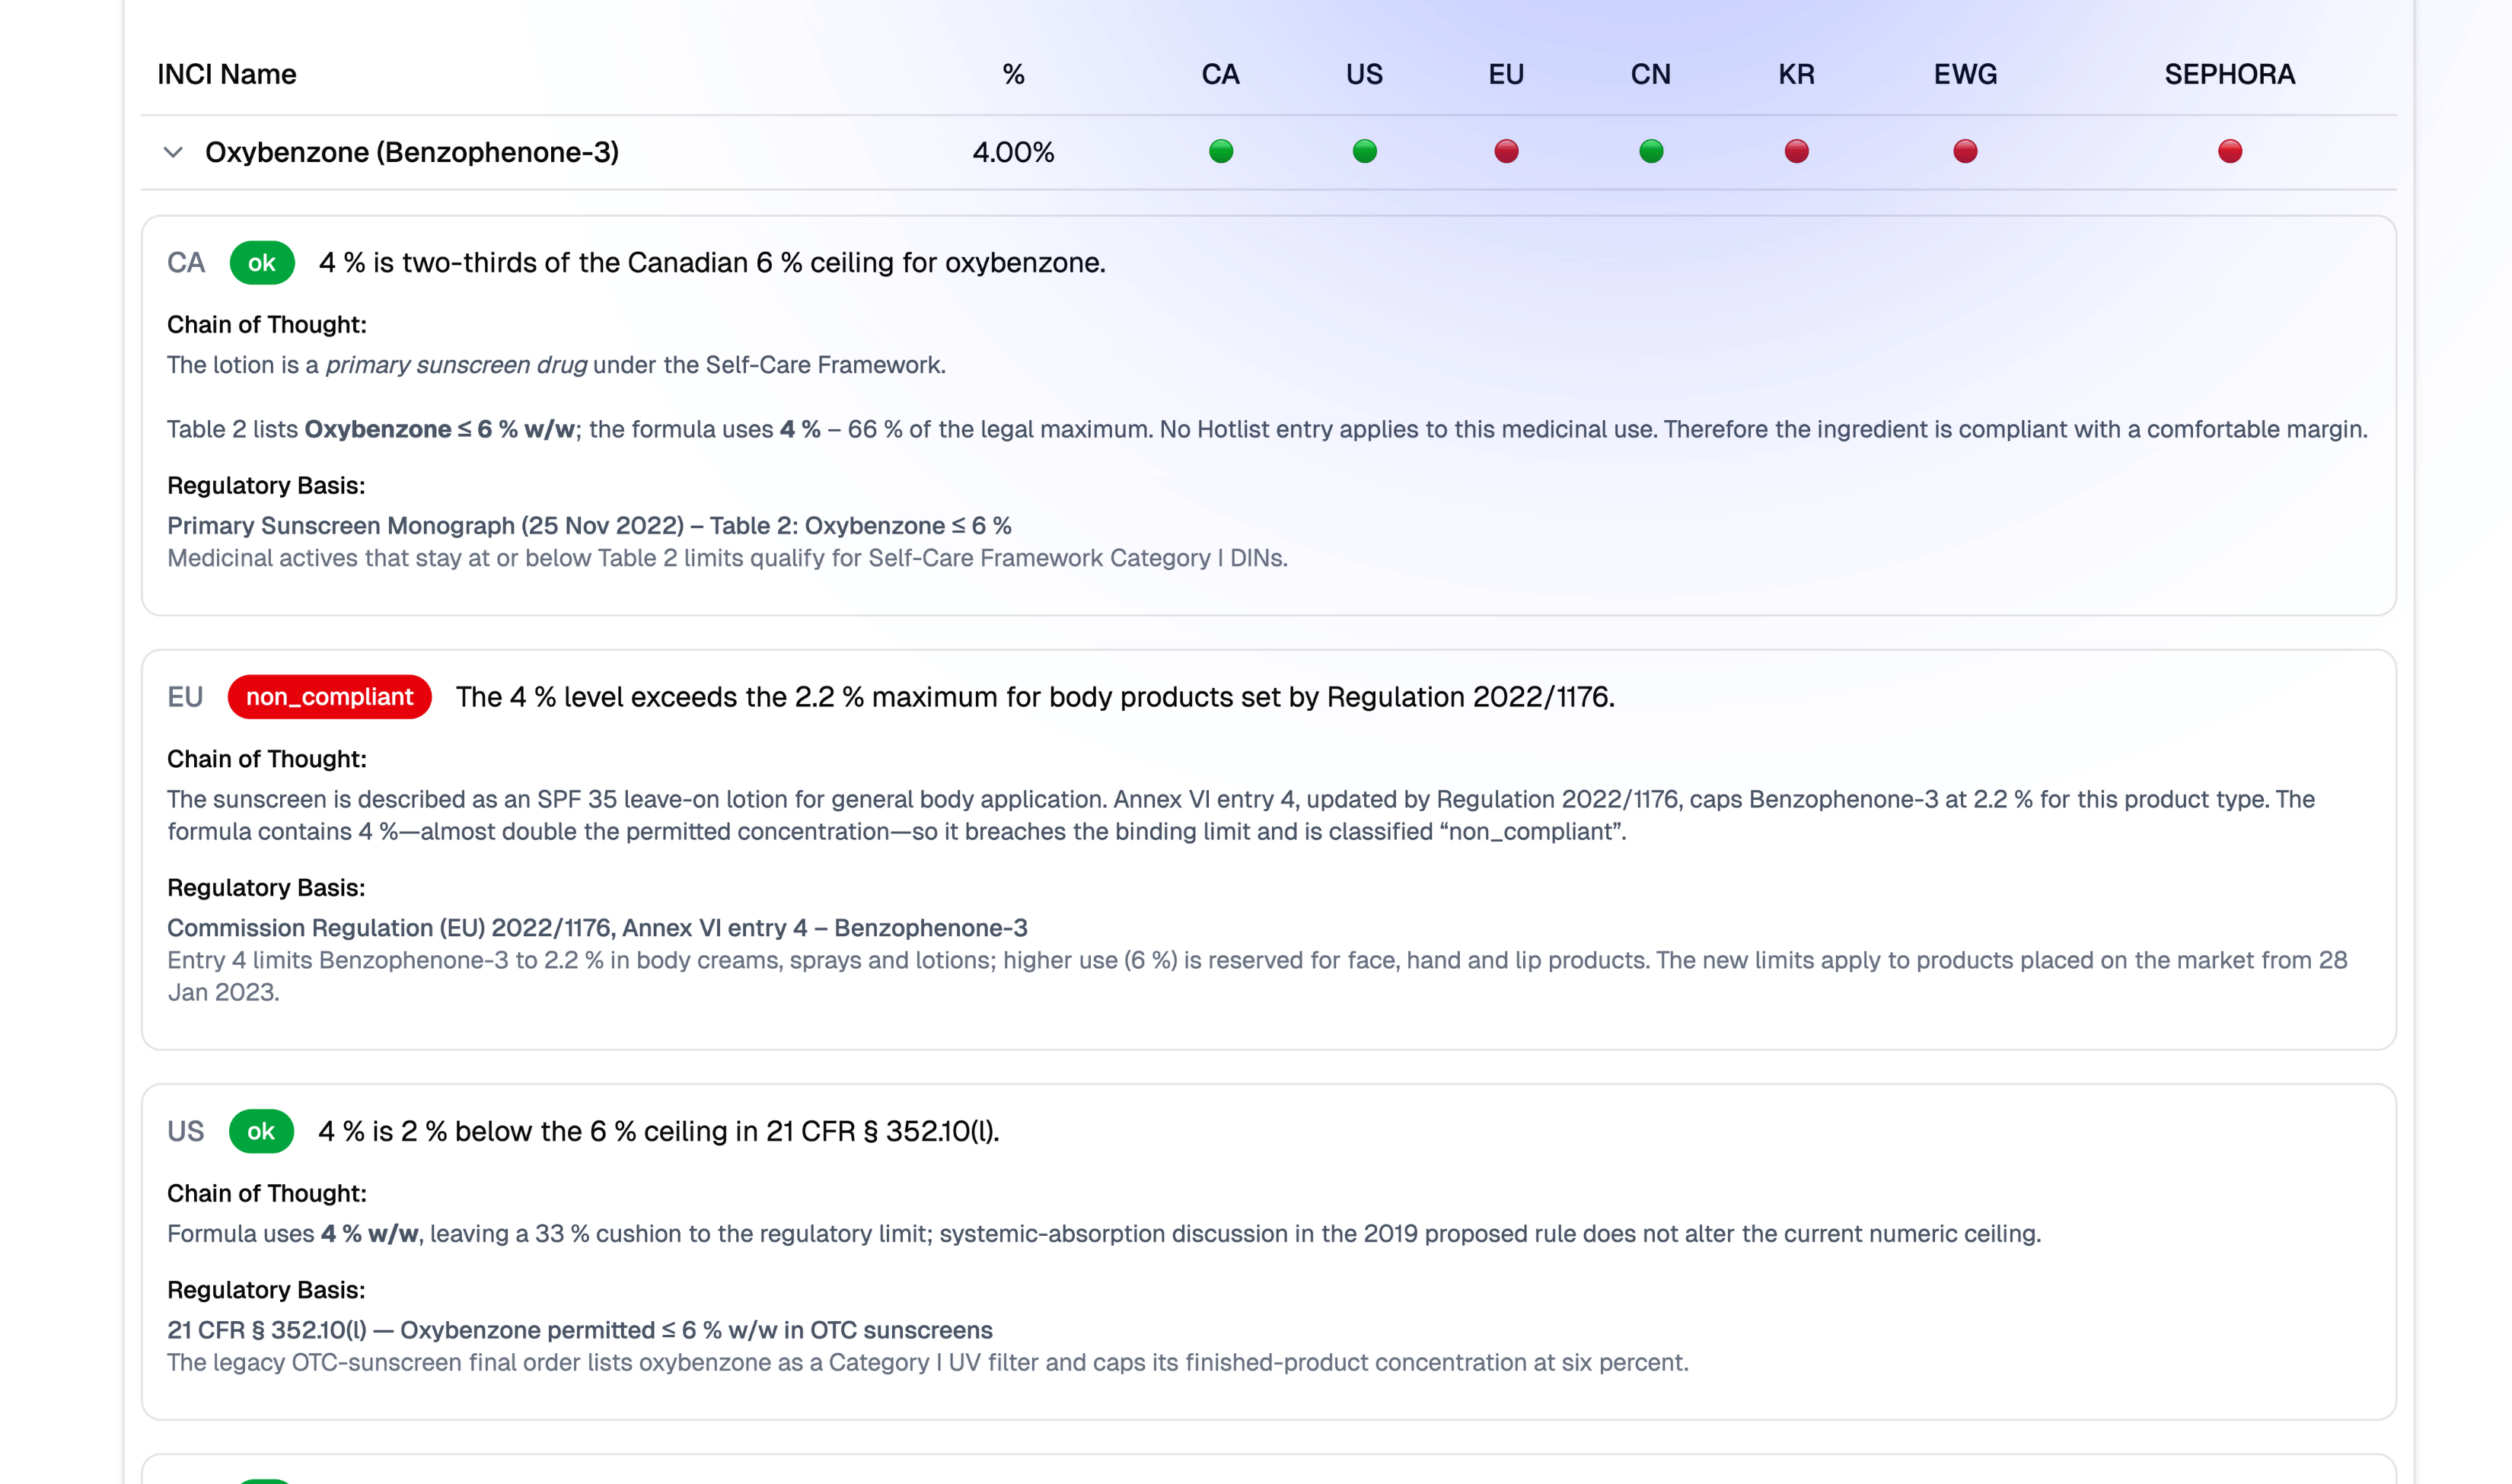 INCI Name % CA US EU CN KR EWG SEPHORA
Oxybenzone (Benzophenone-3) 4.00%
CA ok 4 % is two-thirds of the Canadian 6 % ceiling for oxybenzone.
Chain of Thought:
The lotion is a primary sunscreen drug under the Self-Care Framework.
Table 2 lists Oxybenzone ≤ 6 % w/w; the formula uses 4 % – 66 % of the legal maximum. No Hotlist entry applies to this medicinal use. Therefore the ingredient is compliant with a comfortable margin.
Regulatory Basis:
Primary Sunscreen Monograph (25 Nov 2022) – Table 2: Oxybenzone ≤ 6 %
Medicinal actives that stay at or below Table 2 limits qualify for Self-Care Framework Category I DINs.
EU non_compliant The 4 % level exceeds the 2.2 % maximum for body products set by Regulation 2022/1176.
Chain of Thought:
The sunscreen is described as an SPF 35 leave-on lotion for general body application. Annex VI entry 4, updated by Regulation 2022/1176, caps Benzophenone-3 at 2.2 % for this product type. The
formula contains 4 %—almost double the permitted concentration—so it breaches the binding limit and is classified “non_compliant”.
Regulatory Basis:
Commission Regulation (EU) 2022/1176, Annex VI entry 4 – Benzophenone-3
Entry 4 limits Benzophenone-3 to 2.2 % in body creams, sprays and lotions; higher use (6 %) is reserved for face, hand and lip products. The new limits apply to products placed on the market from 28
Jan 2023.
US ok 4 % is 2 % below the 6 % ceiling in 21 CFR § 352.10(l).
Chain of Thought:
Formula uses 4 % w/w, leaving a 33 % cushion to the regulatory limit; systemic-absorption discussion in the 2019 proposed rule does not alter the current numeric ceiling.
Regulatory Basis:
21 CFR § 352.10(l) — Oxybenzone permitted ≤ 6 % w/w in OTC sunscreens
The legacy OTC-sunscreen final order lists oxybenzone as a Category I UV filter and caps its finished-product concentration at six percent.